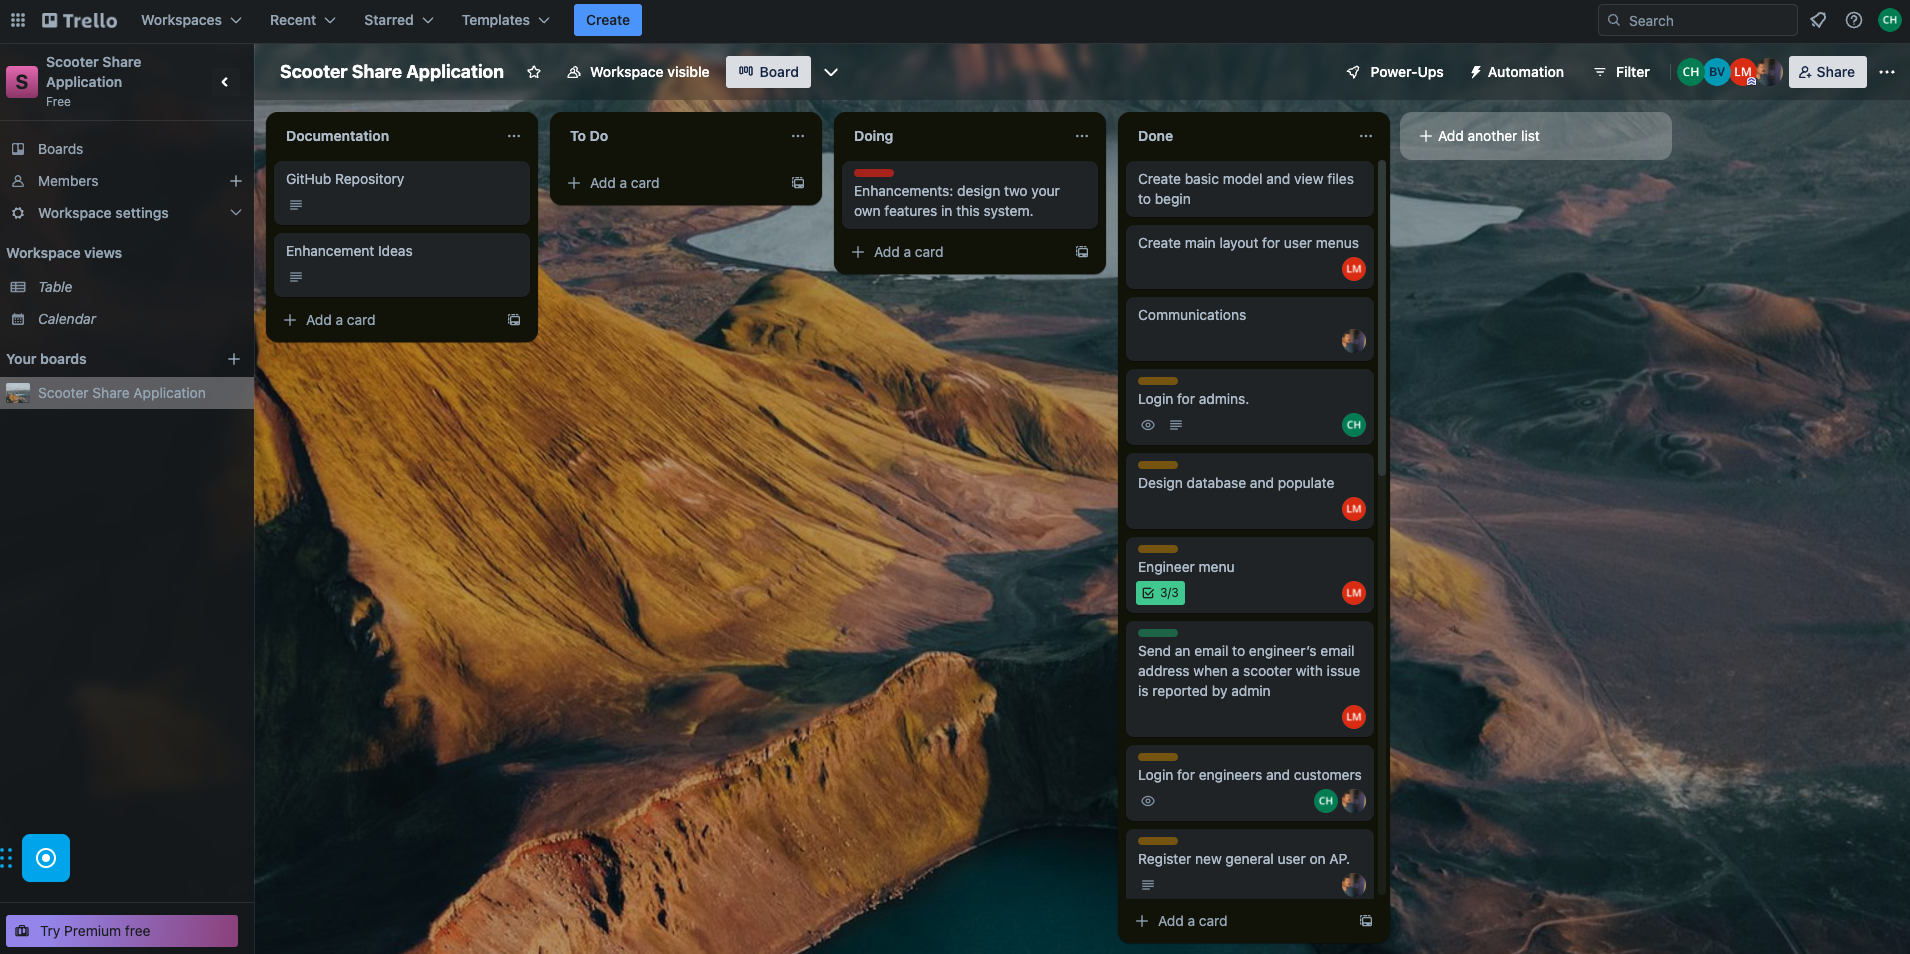 Trello
Workspaces
Recent
Starred
Templates
Create
Search
CH
S
Scooter Share
Application
Free
Boards
Members
Workspace settings
Workspace views
Table
Calendar
Your boards
Scooter Share Application
Try Premium free
Scooter Share Application
Workspace visible
Board
Power-Ups
Automation
Filter
CH
BV
LM
Share
Documentation
GitHub Repository
Enhancement Ideas
Add a card
To Do
Add a card
Doing
Enhancements: design two your
own features in this system.
Add a card
Done
Create basic model and view files
to begin
Create main layout for user menus
LM
Communications
Login for admins.
CH
Design database and populate
LM
Engineer menu
3/3
LM
Send an email to engineer’s email
address when a scooter with issue
is reported by admin
LM
Login for engineers and customers
CH
Register new general user on AP.
Add a card
Add another list